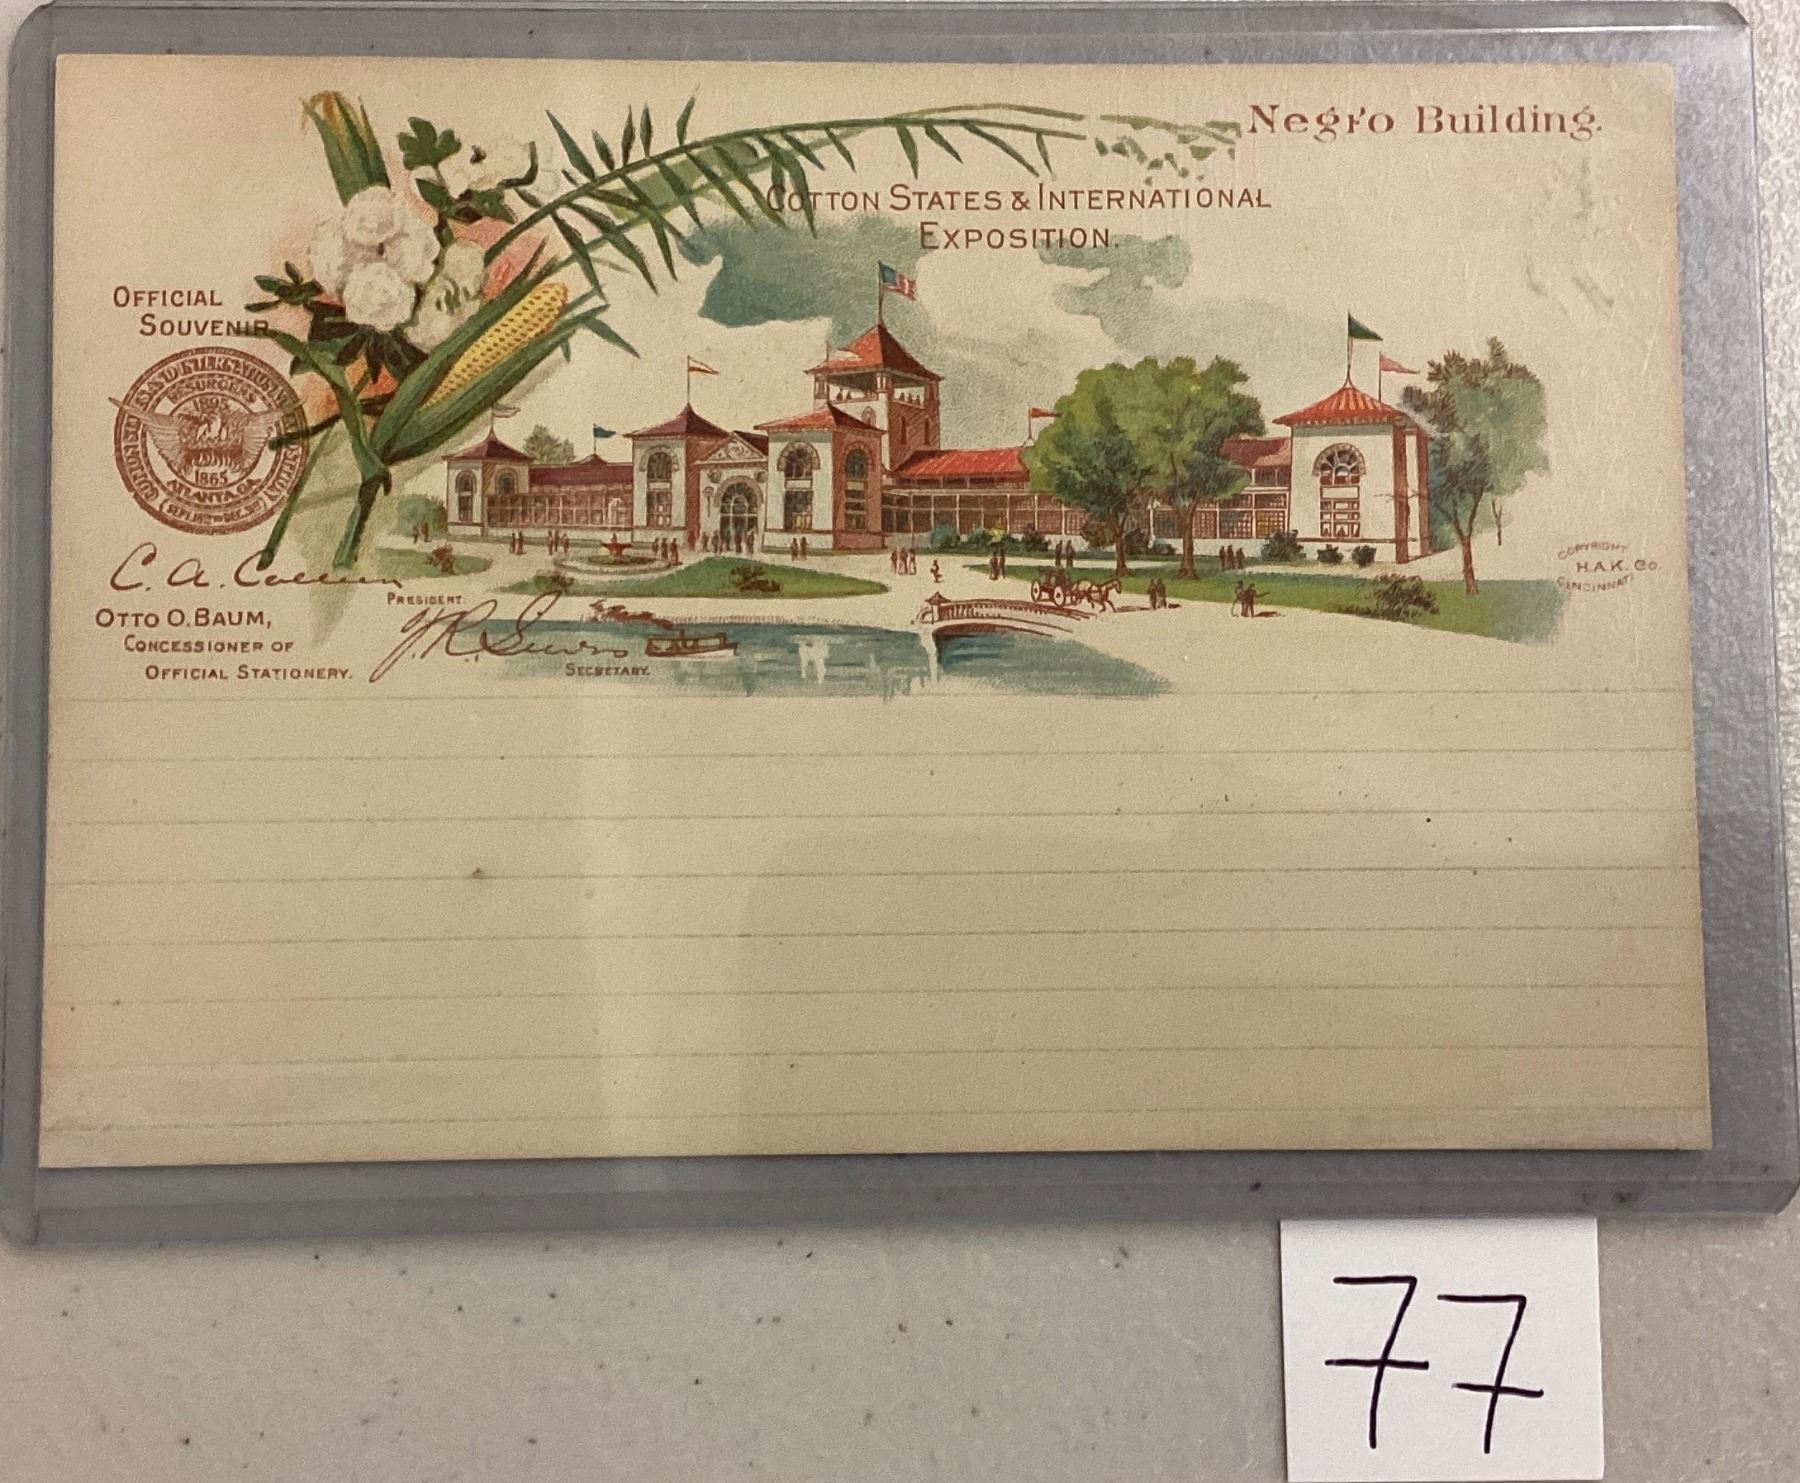 Negro Building.
COTTON STATES & INTERNATIONAL
EXPOSITION.
OFFICIAL
SOUVENIR
RESURGENS
1895
1865
ATLANTA, GA.
C. A. Collier
PRESIDENT.
OTTO O. BAUM,
CONCESSIONER OF
OFFICIAL STATIONERY.
SECRETARY.
COPYRIGHT
H.A.K. Co.
CINCINNATI
77